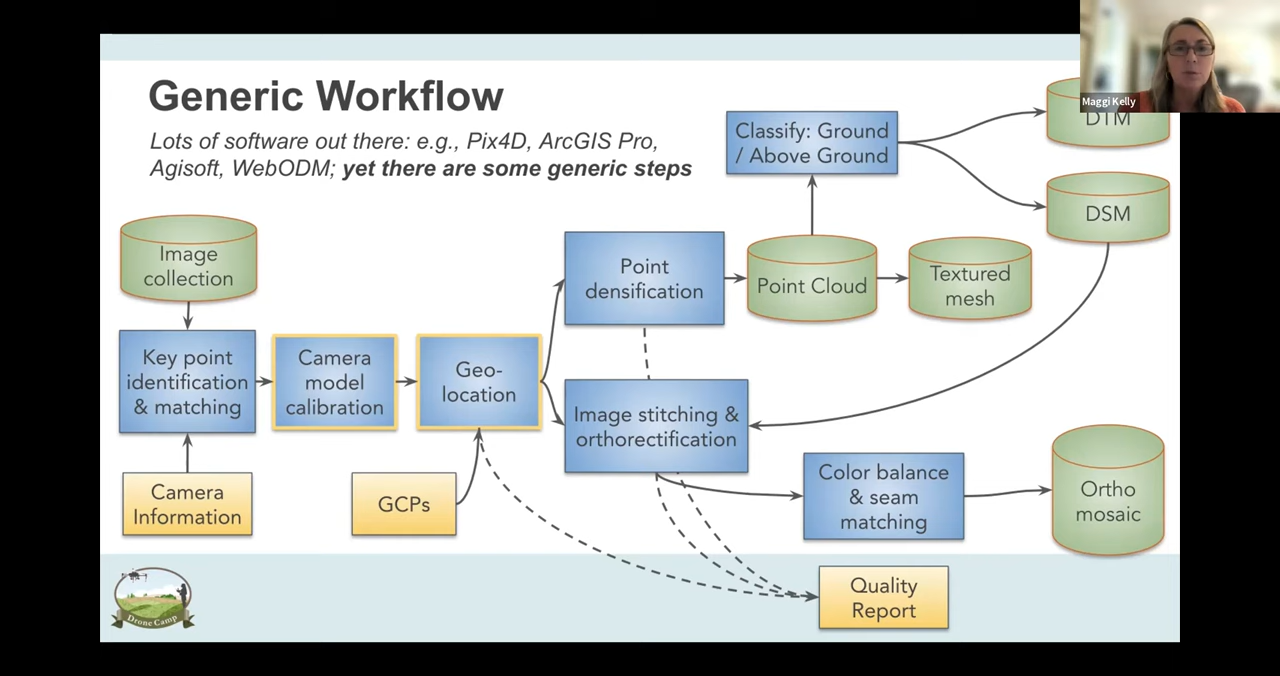 Maggi Kelly
Generic Workflow
Lots of software out there: e.g., Pix4D, ArcGIS Pro,
Agisoft, WebODM; yet there are some generic steps
Classify: Ground
/ Above Ground
DTM
DSM
Image
collection
Point
densification
Point Cloud
Textured
mesh
Key point
identification
& matching
Camera
model
calibration
Geo-
location
Image stitching &
orthorectification
Camera
Information
GCPs
Color balance
& seam
matching
Ortho
mosaic
Quality
Report
Drone Camp